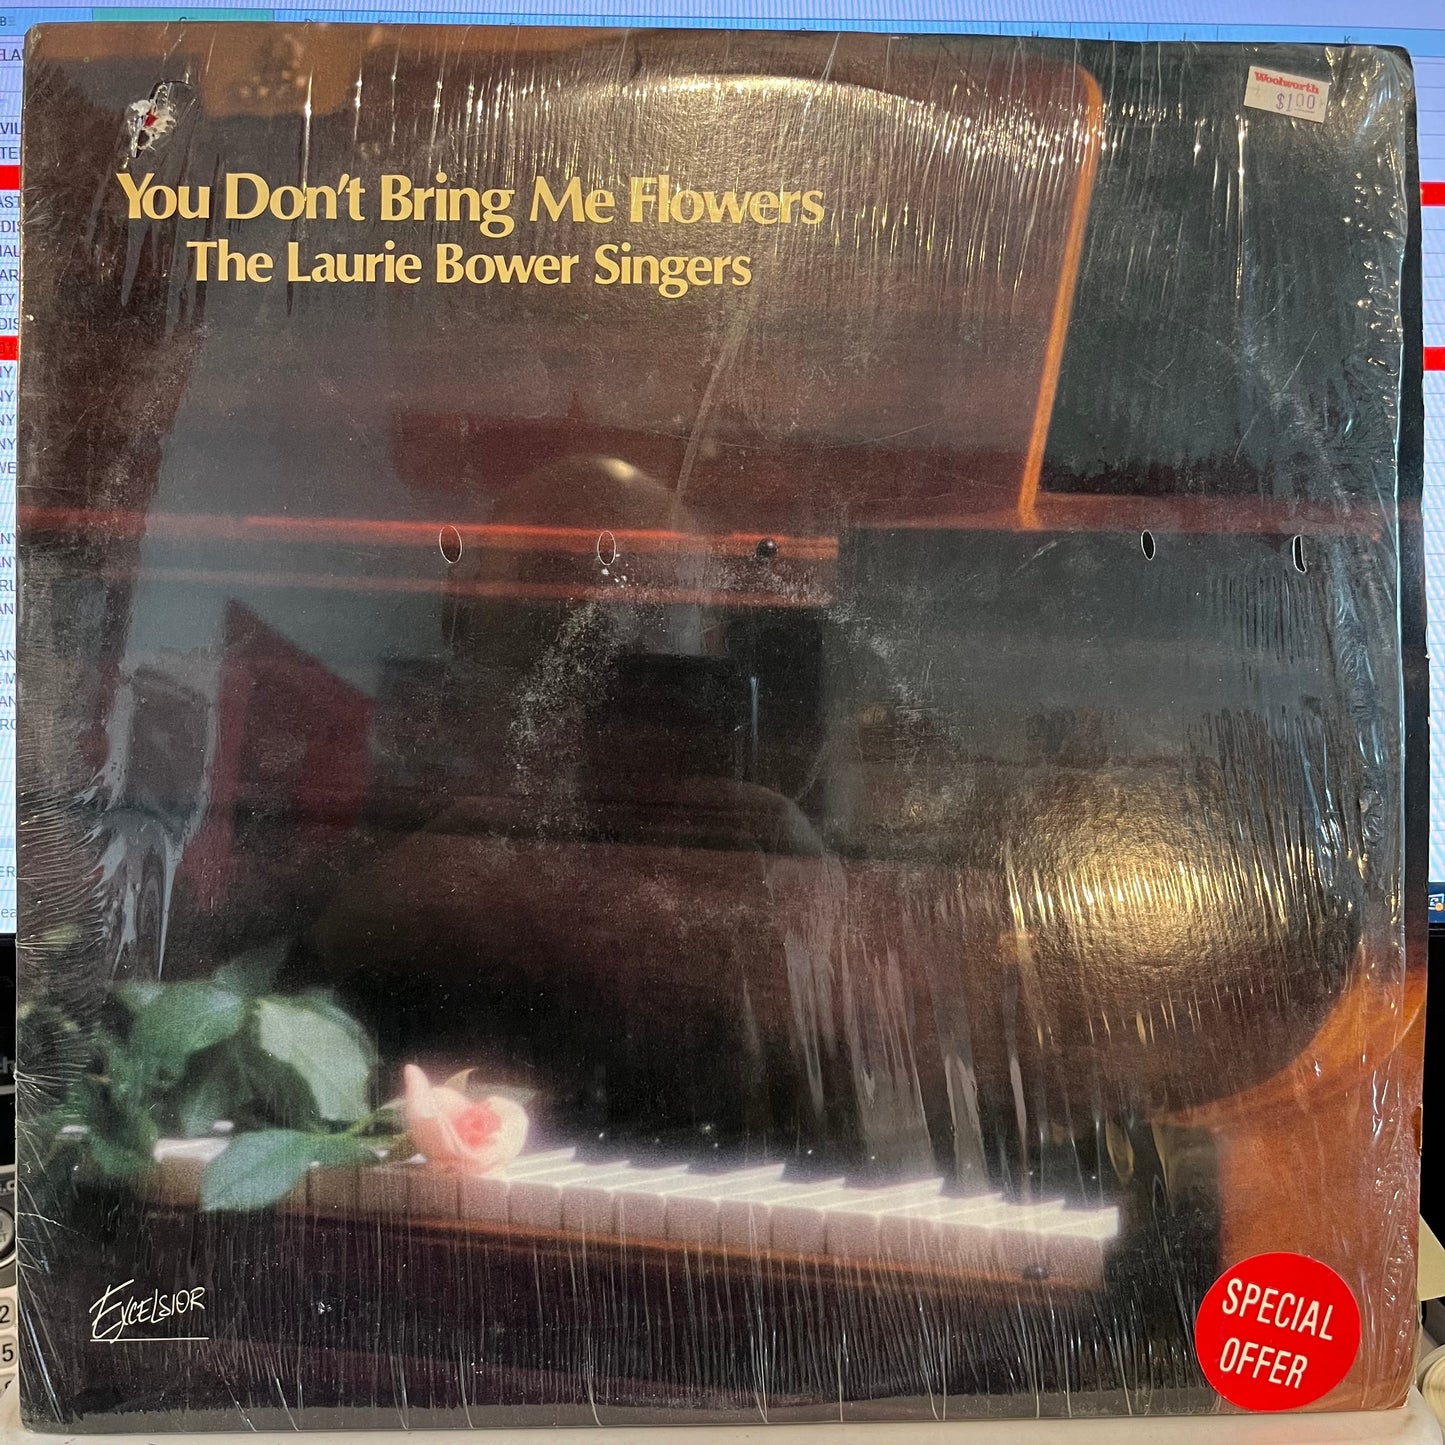 Woolworth
$1.00
You Don't Bring Me Flowers
The Laurie Bower Singers
EXCELSIOR
SPECIAL
OFFER